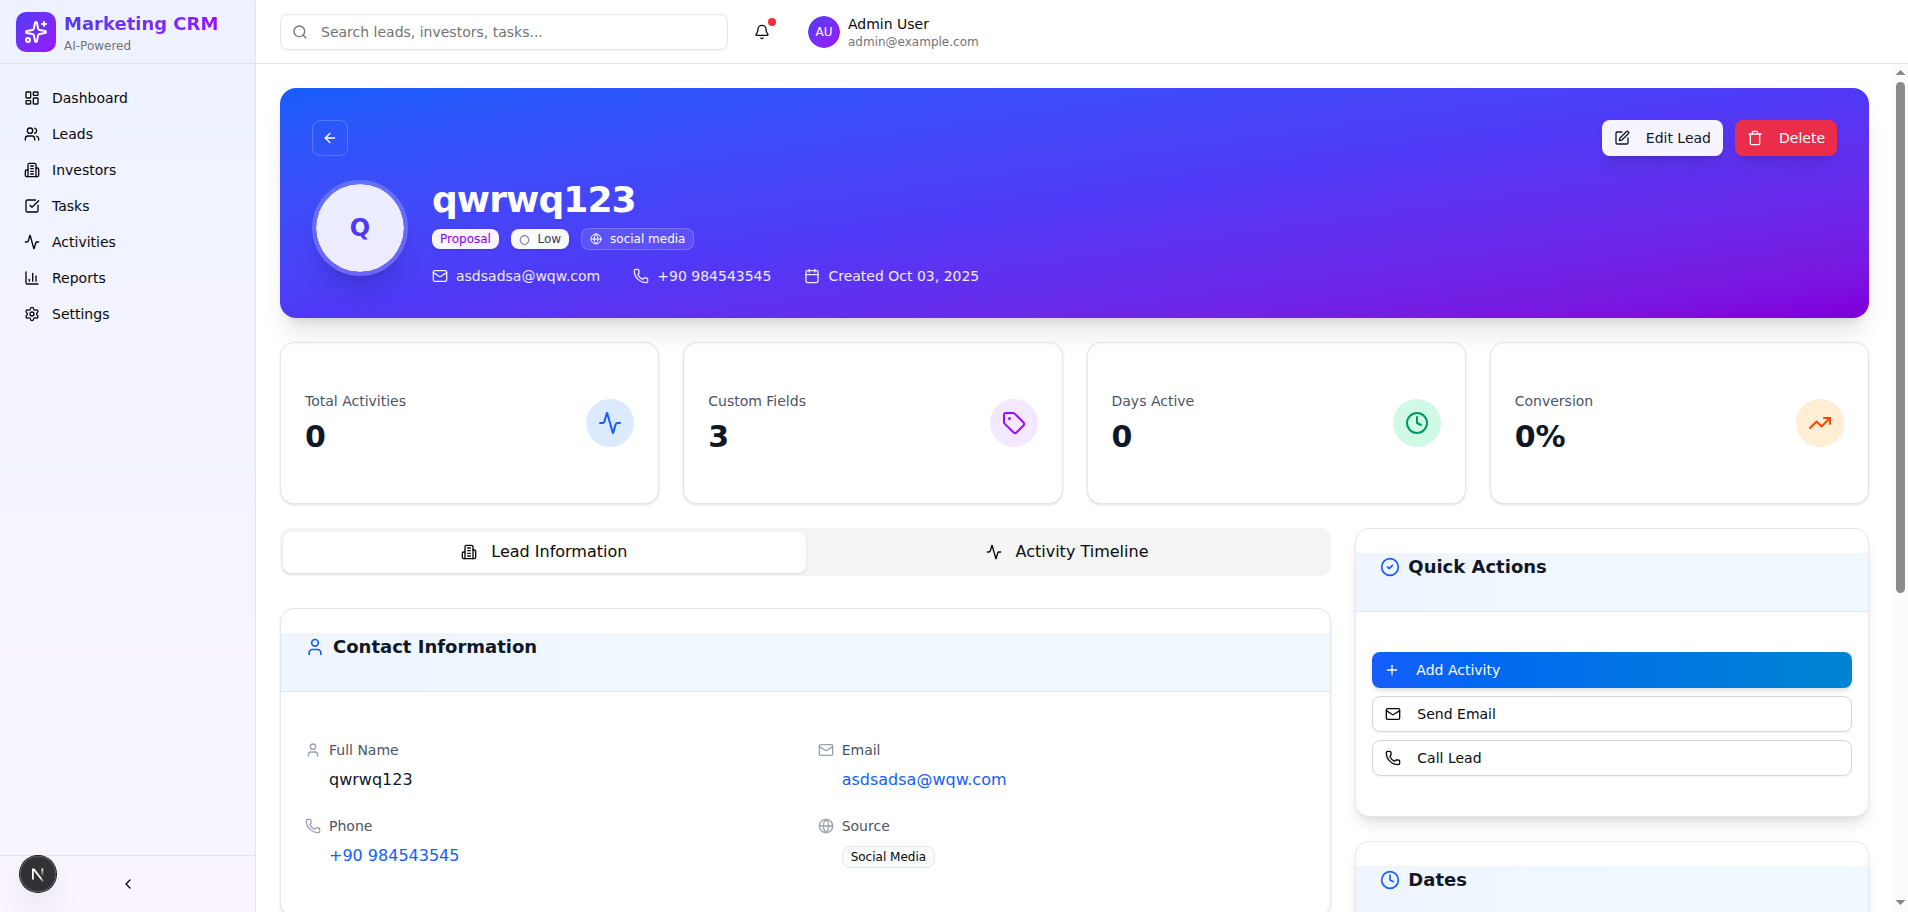 Marketing CRM
AI-Powered
Search leads, investors, tasks...
AU
Admin User
admin@example.com
Dashboard
Leads
Investors
Tasks
Activities
Reports
Settings
N
Edit Lead
Delete
Q
qwrwq123
Proposal
Low
social media
asdsadsa@wqw.com
+90 984543545
Created Oct 03, 2025
Total Activities
0
Custom Fields
3
Days Active
0
Conversion
0%
Lead Information
Activity Timeline
Contact Information
Full Name
qwrwq123
Email
asdsadsa@wqw.com
Phone
+90 984543545
Source
Social Media
Quick Actions
Add Activity
Send Email
Call Lead
Dates